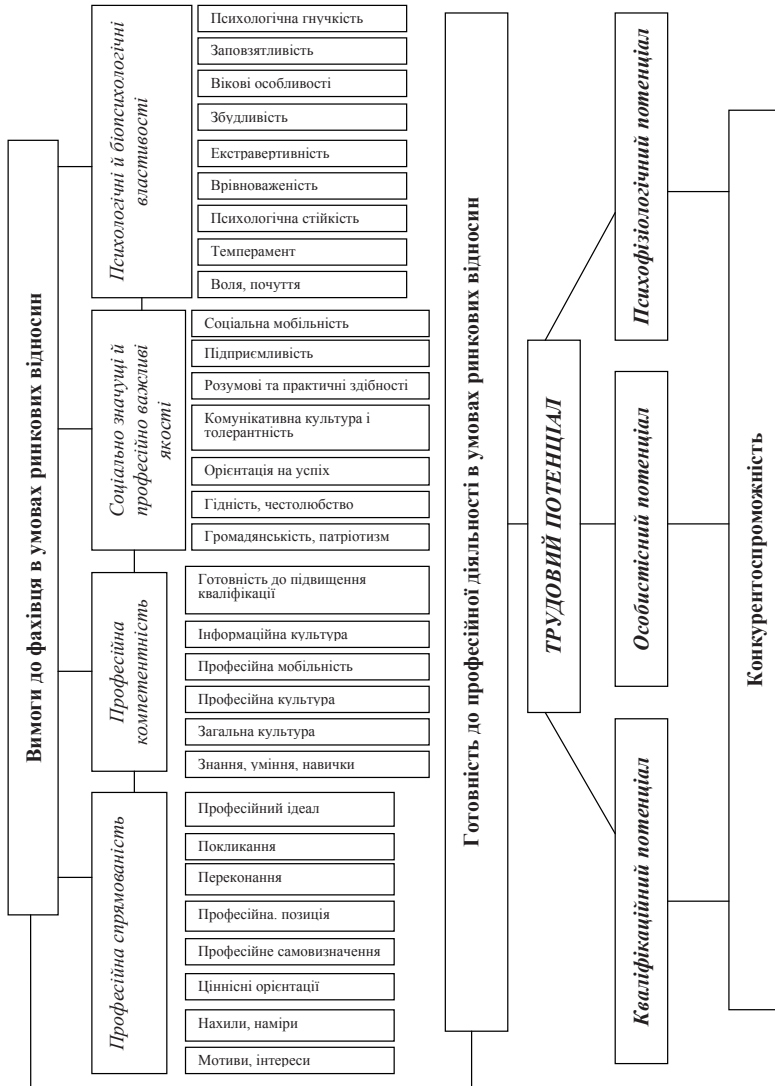 Вимоги до фахівця в умовах ринкових відносин
Професійна спрямованість
Мотиви, інтереси
Нахили, наміри
Ціннісні орієнтації
Професійне самовизначення
Професійна. позиція
Переконання
Покликання
Професійний ідеал
Професійна
компетентність
Знання, уміння, навички
Загальна культура
Професійна культура
Професійна мобільність
Інформаційна культура
Готовність до підвищення
кваліфікації
Соціально значущі й
професійно важливі
якості
Громадянськість, патріотизм
Гідність, честолюбство
Орієнтація на успіх
Комунікативна культура і
толерантність
Розумові та практичні здібності
Підприємливість
Соціальна мобільність
Психологічні й біопсихологічні
властивості
Воля, почуття
Темперамент
Психологічна стійкість
Врівноваженість
Екстравертивність
Збудливість
Вікові особливості
Заповзятливість
Психологічна гнучкість
Готовність до професійної діяльності в умовах ринкових відносин
ТРУДОВИЙ ПОТЕНЦІАЛ
Кваліфікаційний потенціал
Особистісний потенціал
Психофізіологічний потенціал
Конкурентоспроможність